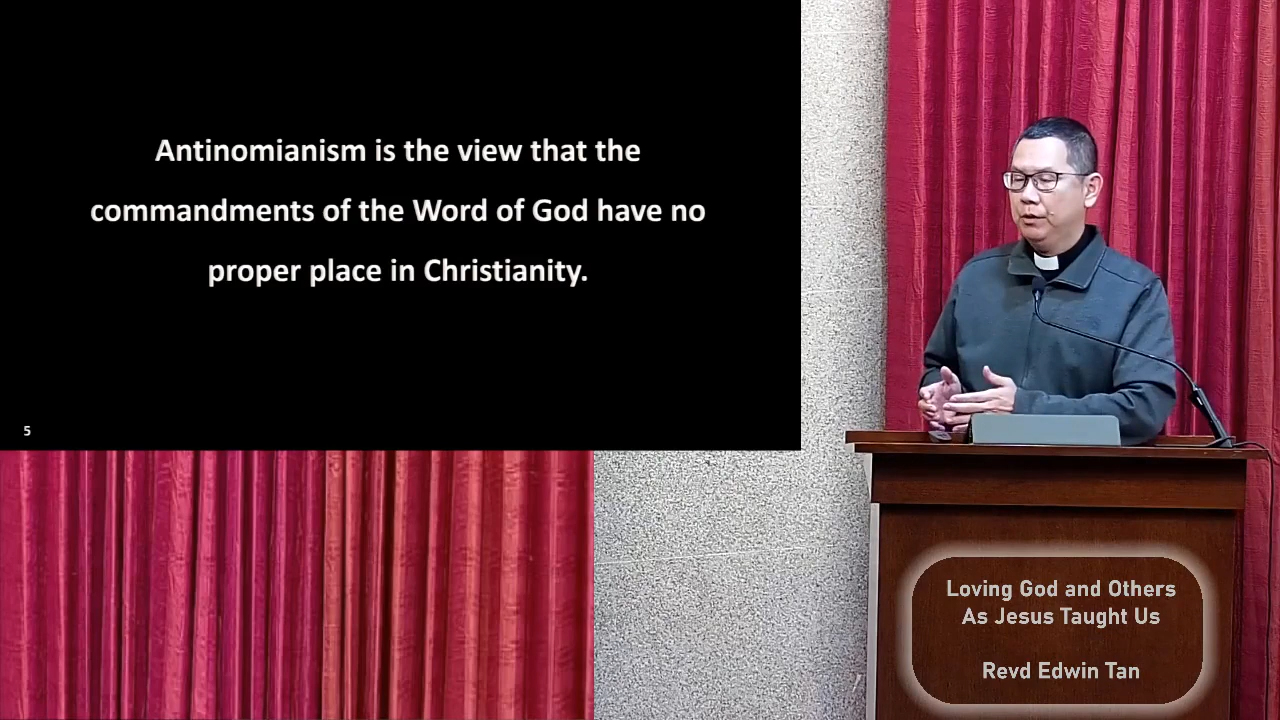 Antinomianism is the view that the
commandments of the Word of God have no
proper place in Christianity.
5
Loving God and Others
As Jesus Taught Us
Revd Edwin Tan